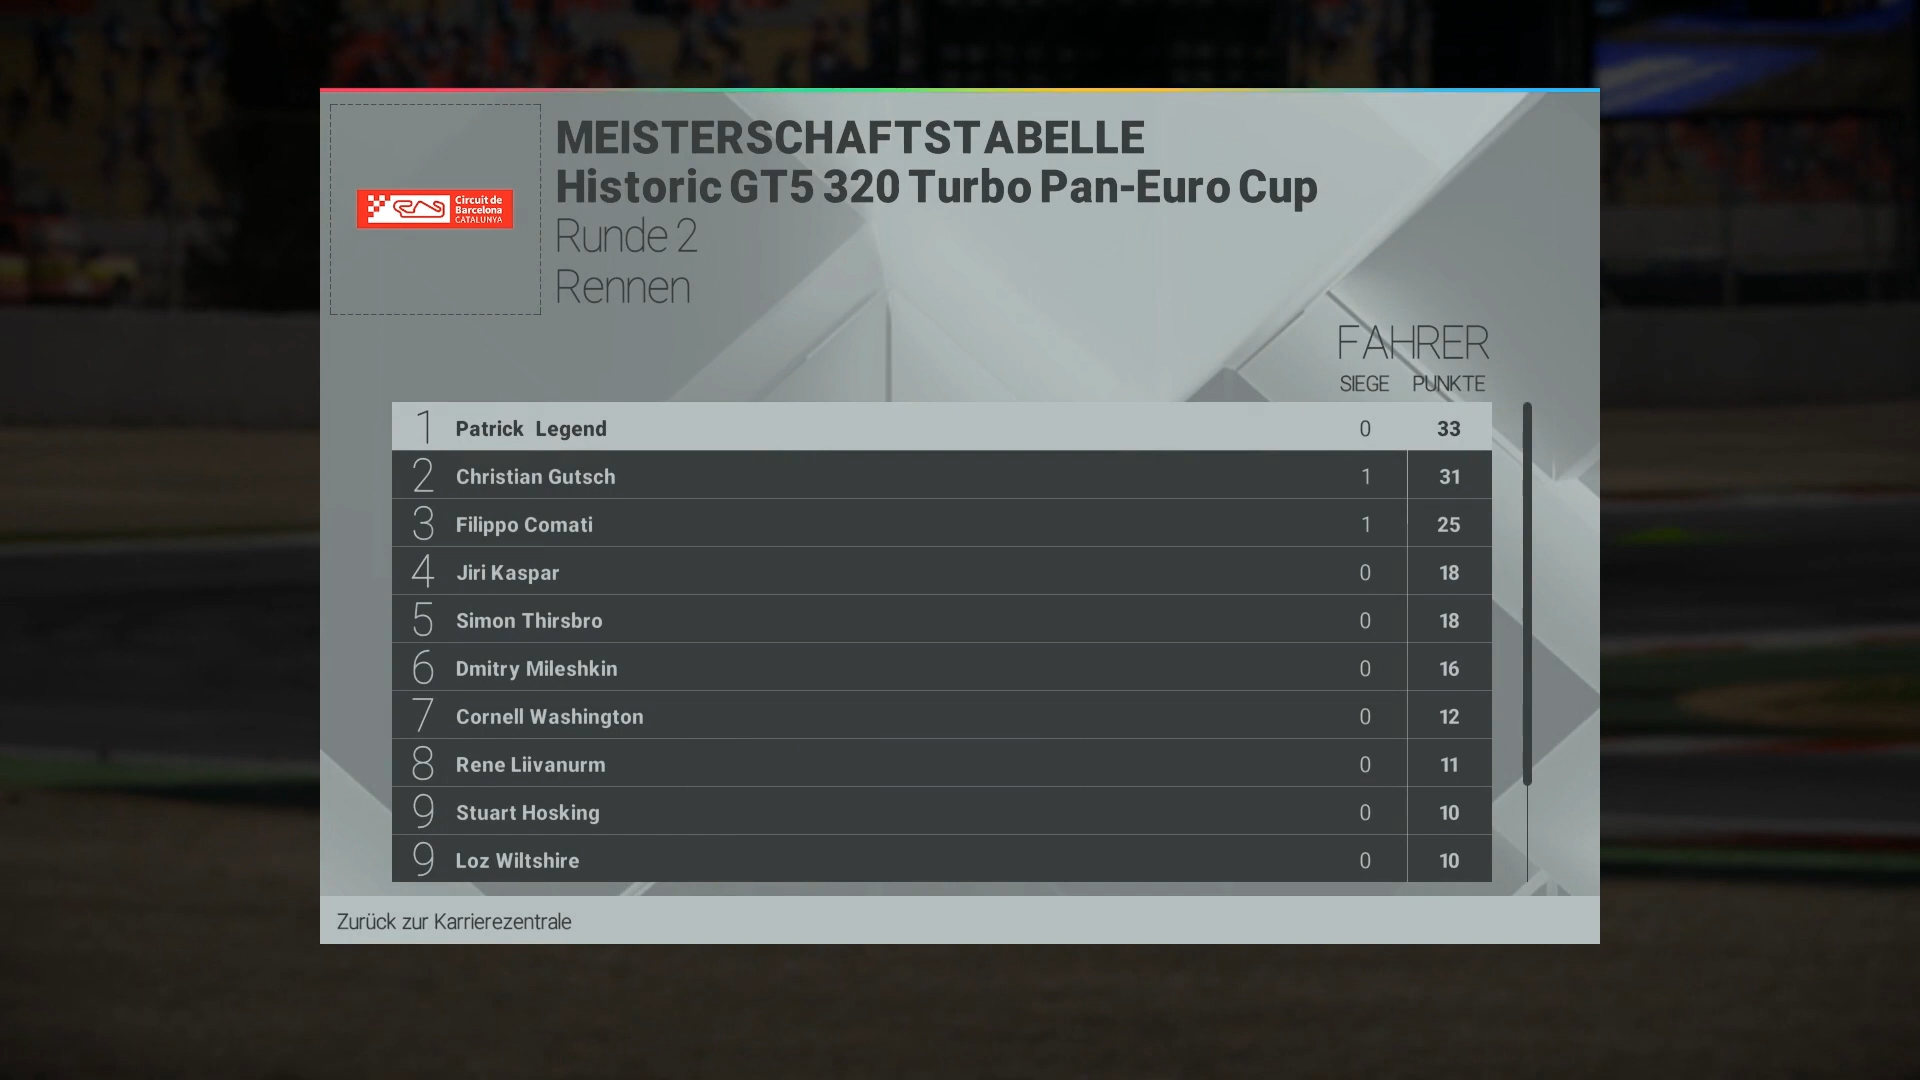 MEISTERSCHAFTSTABELLE
Historic GT5 320 Turbo Pan-Euro Cup
Runde 2
Rennen
Circuit de
Barcelona
CATALUNYA
FAHRER
SIEGE PUNKTE
1 Patrick Legend 0 33
2 Christian Gutsch 1 31
3 Filippo Comati 1 25
4 Jiri Kaspar 0 18
5 Simon Thirsbro 0 18
6 Dmitry Mileshkin 0 16
7 Cornell Washington 0 12
8 Rene Liivanurm 0 11
9 Stuart Hosking 0 10
9 Loz Wiltshire 0 10
Zurück zur Karrierezentrale